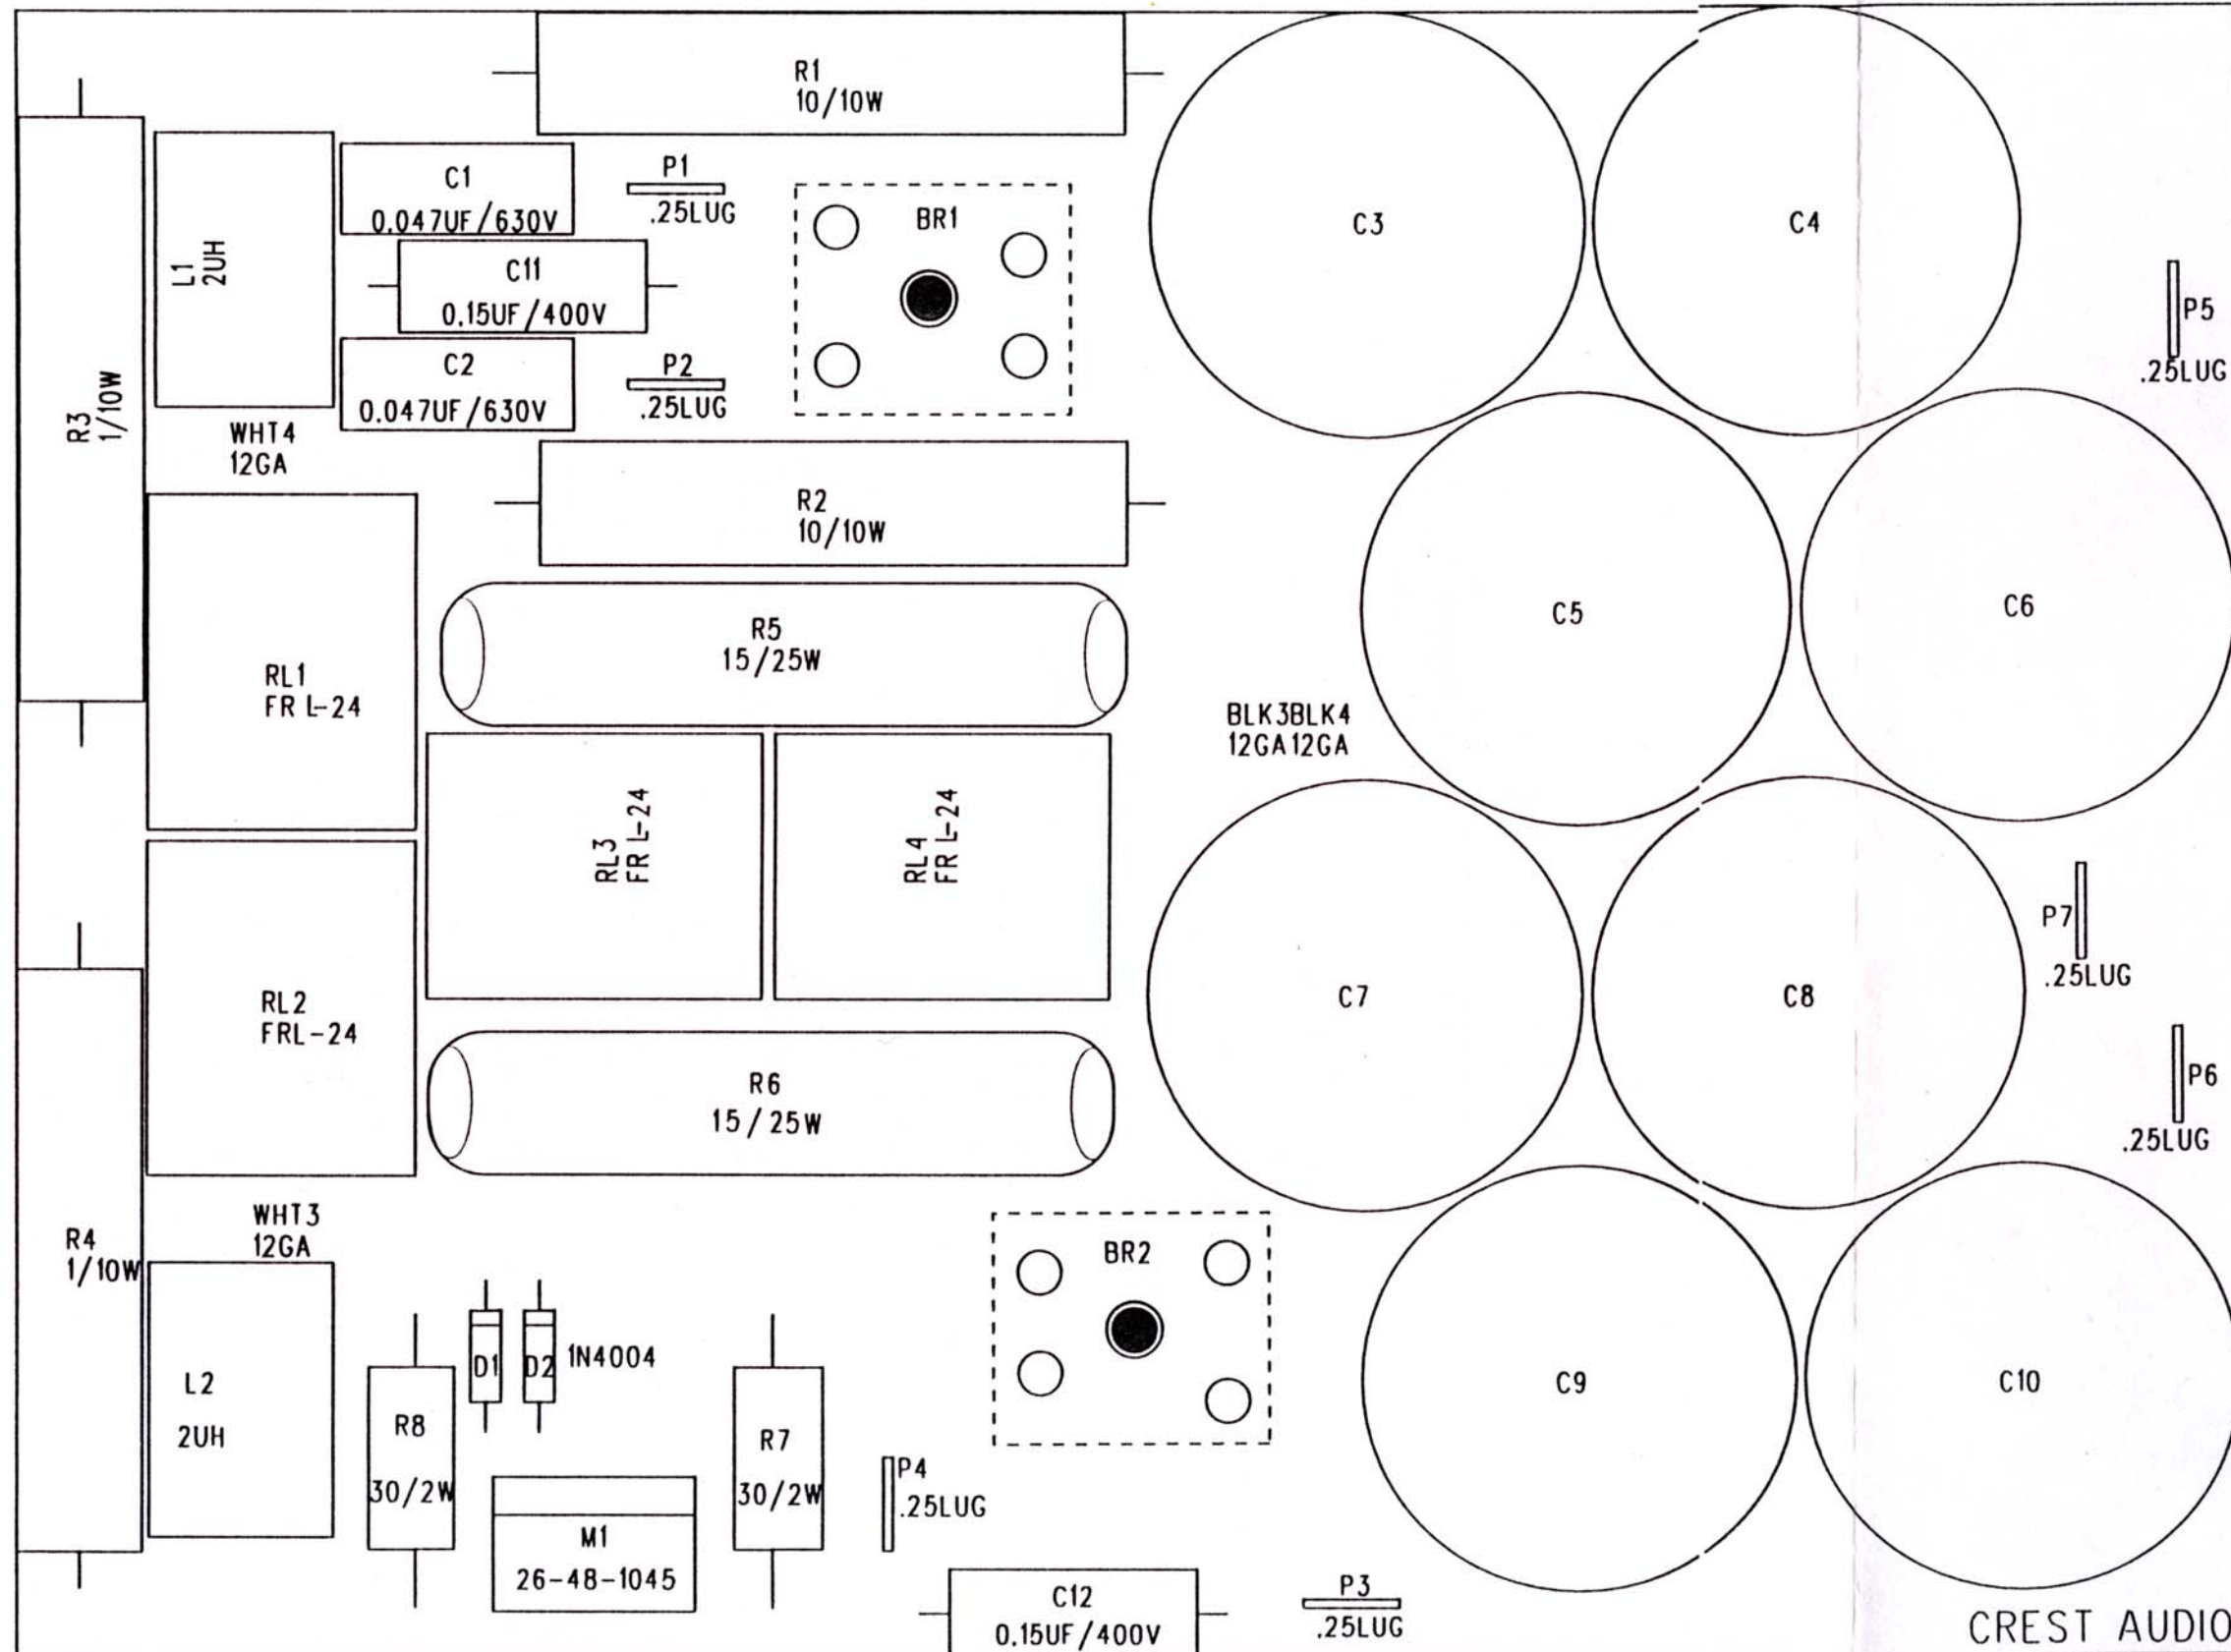 R1
10/10W
C1
0.047UF/630V
P1
.25LUG
BR1
C3
C4
L1
2UH
C11
0.15UF/400V
P5
.25LUG
C2
0.047UF/630V
P2
.25LUG
R3
1/10W
WHT4
12GA
R2
10/10W
R5
15/25W
C5
C6
RL1
FR L-24
BLK3BLK4
12GA12GA
RL3
FR L-24
RL4
FR L-24
P7
.25LUG
RL2
FRL-24
C7
C8
R6
15/25W
P6
.25LUG
WHT3
12GA
R4
1/10W
BR2
D1
D2
1N4004
L2
2UH
C9
C10
R8
30/2W
R7
30/2W
P4
.25LUG
M1
26-48-1045
C12
0.15UF/400V
P3
.25LUG
CREST AUDIO